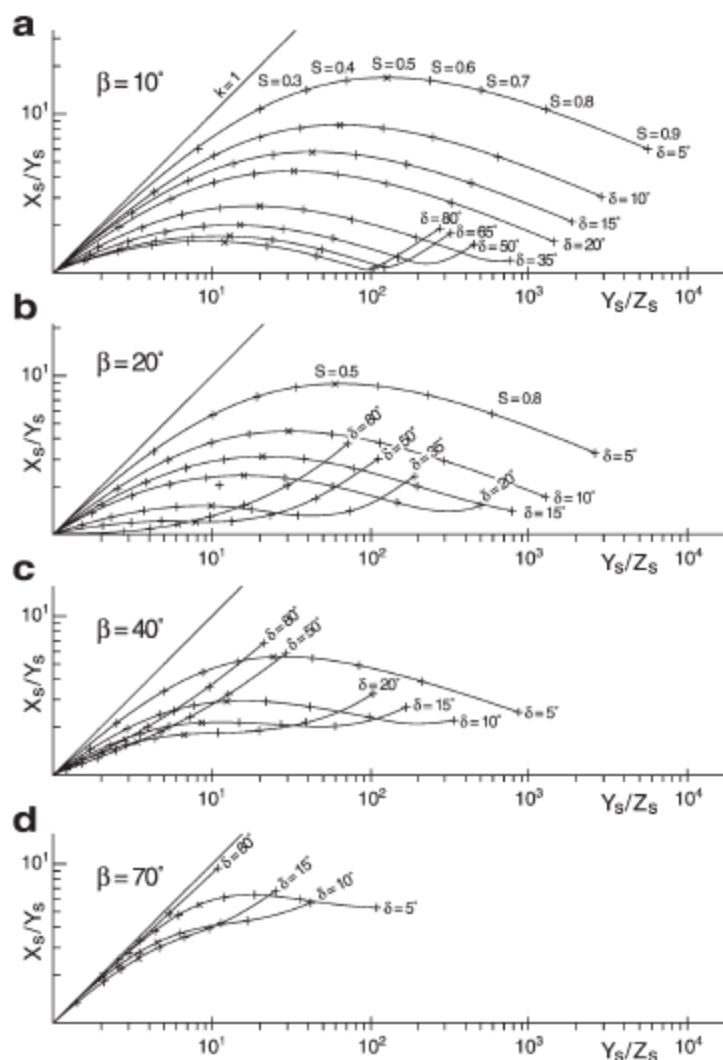 a
β=10°
k=1
S=0.3 S=0.4 S=0.5 S=0.6 S=0.7 S=0.8 S=0.9
δ=5°
δ=10°
δ=15°
δ=20°
δ=80°
δ=65°
δ=50°
δ=35°
10¹
Xs/Ys
10¹ 10² 10³ 10⁴
Ys/Zs
b
β=20°
S=0.5 S=0.8
δ=50°
δ=35°
δ=5°
δ=20°
δ=10°
δ=15°
10¹
Xs/Ys
10¹ 10² 10³ 10⁴
Ys/Zs
c
β=40°
δ=80°
δ=50°
δ=20°
δ=15°
δ=10°
δ=5°
10¹
Xs/Ys
10¹ 10² 10³ 10⁴
Ys/Zs
d
β=70°
δ=15°
δ=10°
δ=5°
10¹
Xs/Ys
10¹ 10² 10³ 10⁴
Ys/Zs